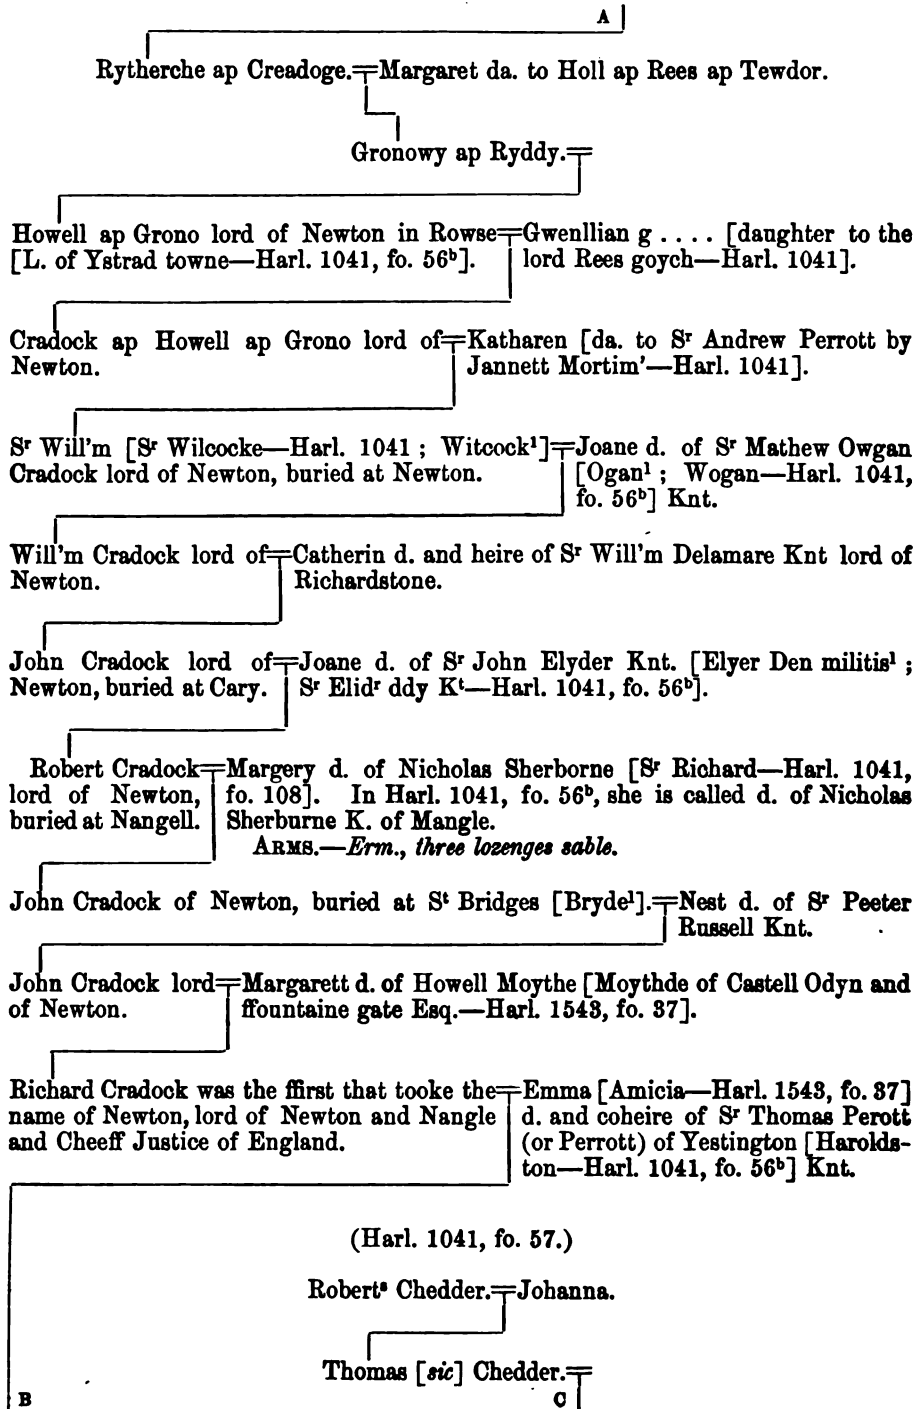 A
Rytherche ap Creadoge.=Margaret da. to Holl ap Rees ap Tewdor.
Gronowy ap Ryddy.=
Howell ap Grono lord of Newton in Rowse=Gwenllian g . . . . [daughter to the
[L. of Ystrad towne—Harl. 1041, fo. 56ᵇ]. lord Rees goych—Harl. 1041].
Cradock ap Howell ap Grono lord of=Katharen [da. to Sʳ Andrew Perrott by
Newton. Jannett Mortim'—Harl. 1041].
Sʳ Will'm [Sʳ Wilcocke—Harl. 1041 ; Witcock¹]=Joane d. of Sʳ Mathew Owgan
Cradock lord of Newton, buried at Newton. [Ogan¹ ; Wogan—Harl. 1041,
fo. 56ᵇ] Knt.
Will'm Cradock lord of=Catherin d. and heire of Sʳ Will'm Delamare Knt lord of
Newton. Richardstone.
John Cradock lord of=Joane d. of Sʳ John Elyder Knt. [Elyer Den militis¹ ;
Newton, buried at Cary. Sʳ Elidʳ ddy Kᵗ—Harl. 1041, fo. 56ᵇ].
Robert Cradock=Margery d. of Nicholas Sherborne [Sʳ Richard—Harl. 1041,
lord of Newton, fo. 108]. In Harl. 1041, fo. 56ᵇ, she is called d. of Nicholas
buried at Nangell. Sherburne K. of Mangle.
ARMS.—Erm., three lozenges sable.
John Cradock of Newton, buried at Sᵗ Bridges [Bryde¹].=Nest d. of Sʳ Peeter
Russell Knt.
John Cradock lord=Margarett d. of Howell Moythe [Moythde of Castell Odyn and
of Newton. ffountaine gate Esq.—Harl. 1543, fo. 37].
Richard Cradock was the ffirst that tooke the=Emma [Amicia—Harl. 1543, fo. 37]
name of Newton, lord of Newton and Nangle d. and coheire of Sʳ Thomas Perott
and Cheeff Justice of England. (or Perrott) of Yestington [Harolds-
ton—Harl. 1041, fo. 56ᵇ] Knt.
(Harl. 1041, fo. 57.)
Robertˢ Chedder.=Johanna.
Thomas [sic] Chedder.=
B C